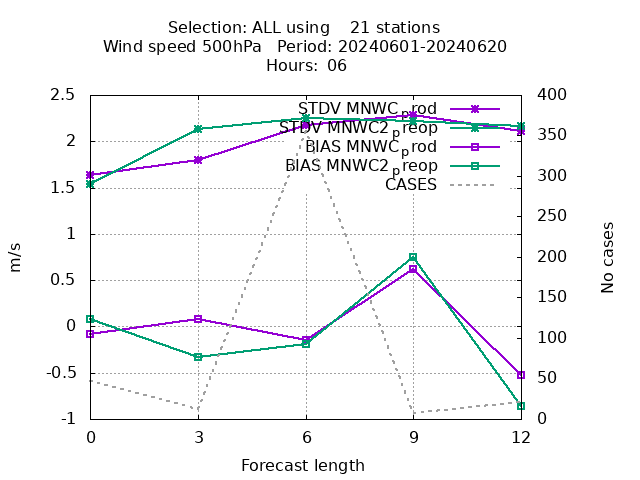 Selection: ALL using 21 stations
Wind speed 500hPa Period: 20240601-20240620
Hours: 06
STDV MNWC_prod
STDV MNWC2_preop
BIAS MNWC_prod
BIAS MNWC2_preop
CASES
2.5
2
1.5
1
0.5
0
-0.5
-1
400
350
300
250
200
150
100
50
0
m/s
No cases
0 3 6 9 12
Forecast length